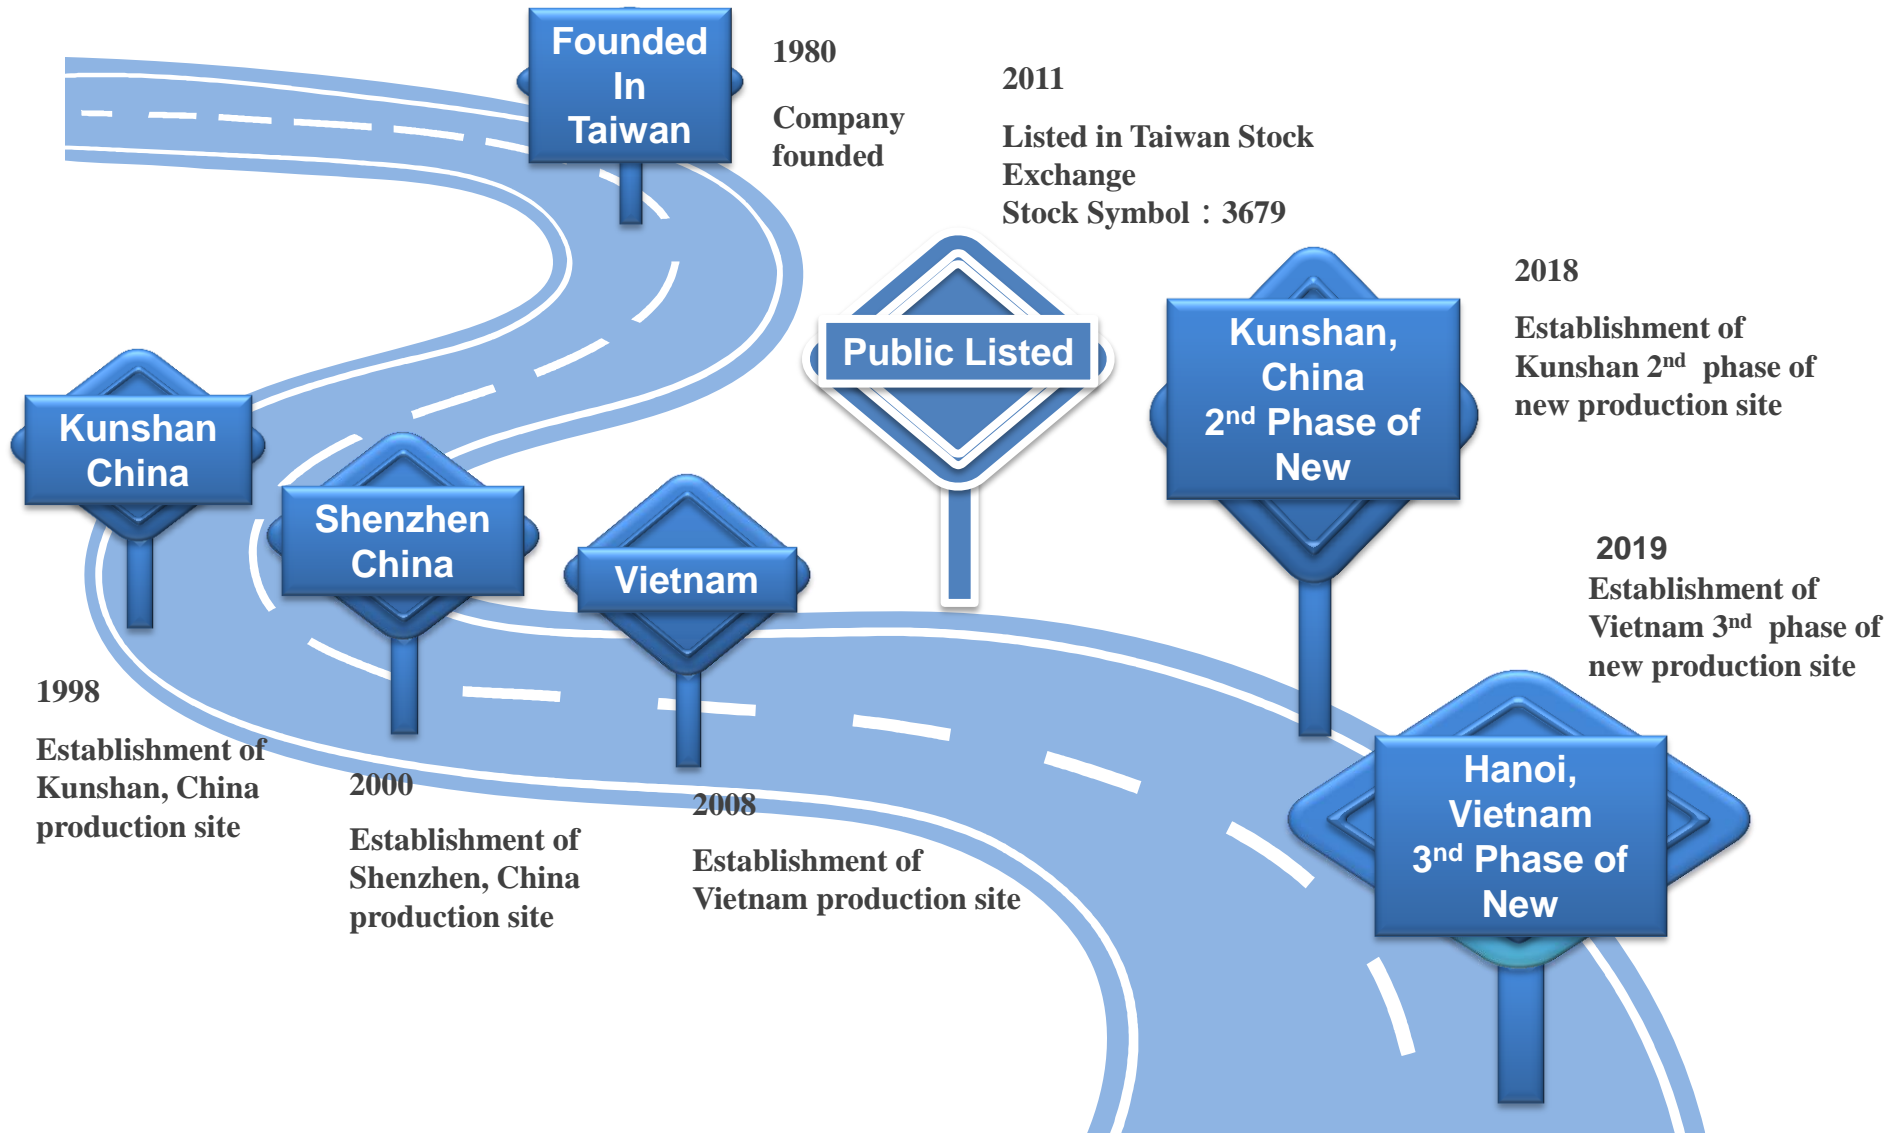 Founded
In
Taiwan
1980
Company
founded
2011
Listed in Taiwan Stock
Exchange
Stock Symbol：3679
Public Listed
Kunshan,
China
2nd Phase of
New
2018
Establishment of
Kunshan 2nd phase of
new production site
Kunshan
China
1998
Establishment of
Kunshan, China
production site
Shenzhen
China
2000
Establishment of
Shenzhen, China
production site
Vietnam
2008
Establishment of
Vietnam production site
2019
Establishment of
Vietnam 3nd phase of
new production site
Hanoi,
Vietnam
3nd Phase of
New